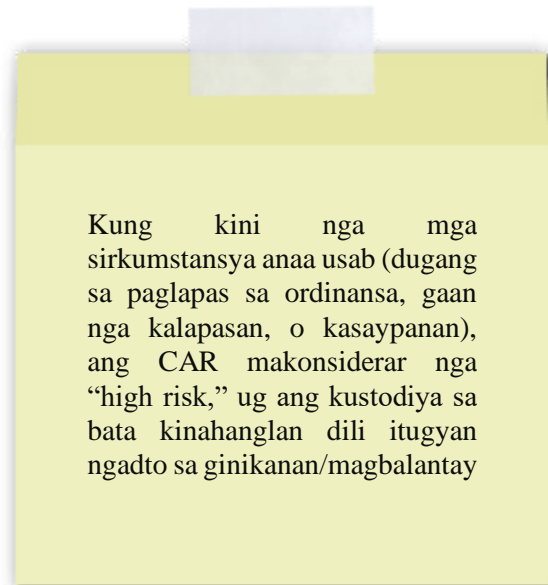 Kung kini nga mga
sirkumstansya anaa usab (dugang
sa paglapas sa ordinansa, gaan
nga kalapasan, o kasaypanan),
ang CAR makonsiderar nga
“high risk,” ug ang kustodiya sa
bata kinahanglan dili itugyan
ngadto sa ginikanan/magbalantay